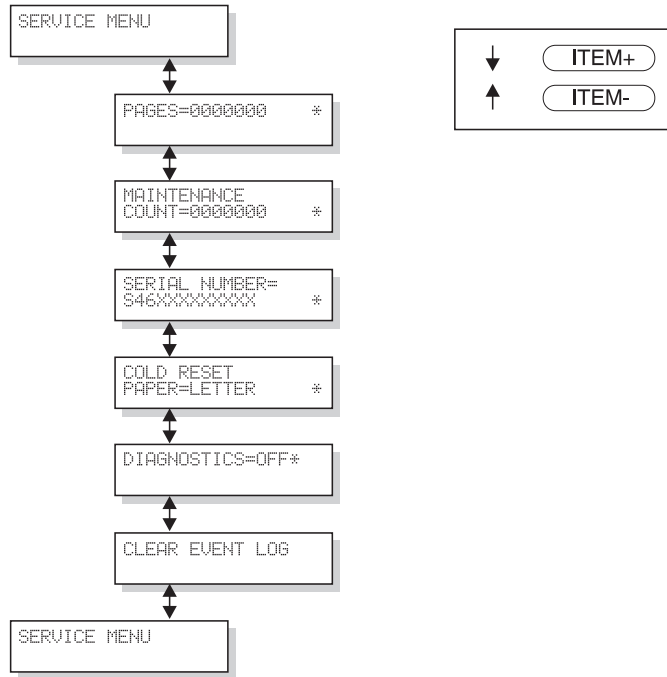 SERVICE MENU
PAGES=0000000 *
MAINTENANCE
COUNT=0000000 *
SERIAL NUMBER=
S46XXXXXXXXX *
COLD RESET
PAPER=LETTER *
DIAGNOSTICS=OFF*
CLEAR EVENT LOG
SERVICE MENU
ITEM+
ITEM-